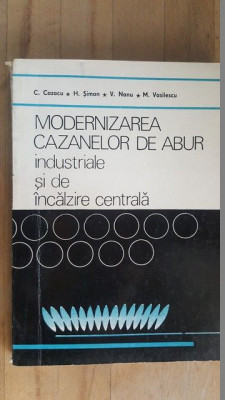 C. Cazacu ★ H. Şimon ★ V. Nanu ★ M. Vasilescu
MODERNIZAREA
CAZANELOR DE ABUR
industriale
şi de
încălzire centrală